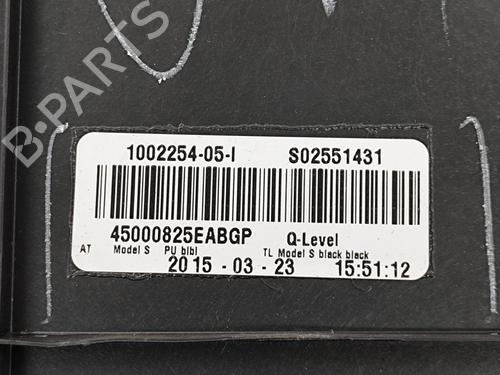 B-PARTS
1002254-05-I S02551431
45000825EABGP Q-Level
AT Model S PU blbl TL Model S black black
2015 - 03 - 23 15:51:12